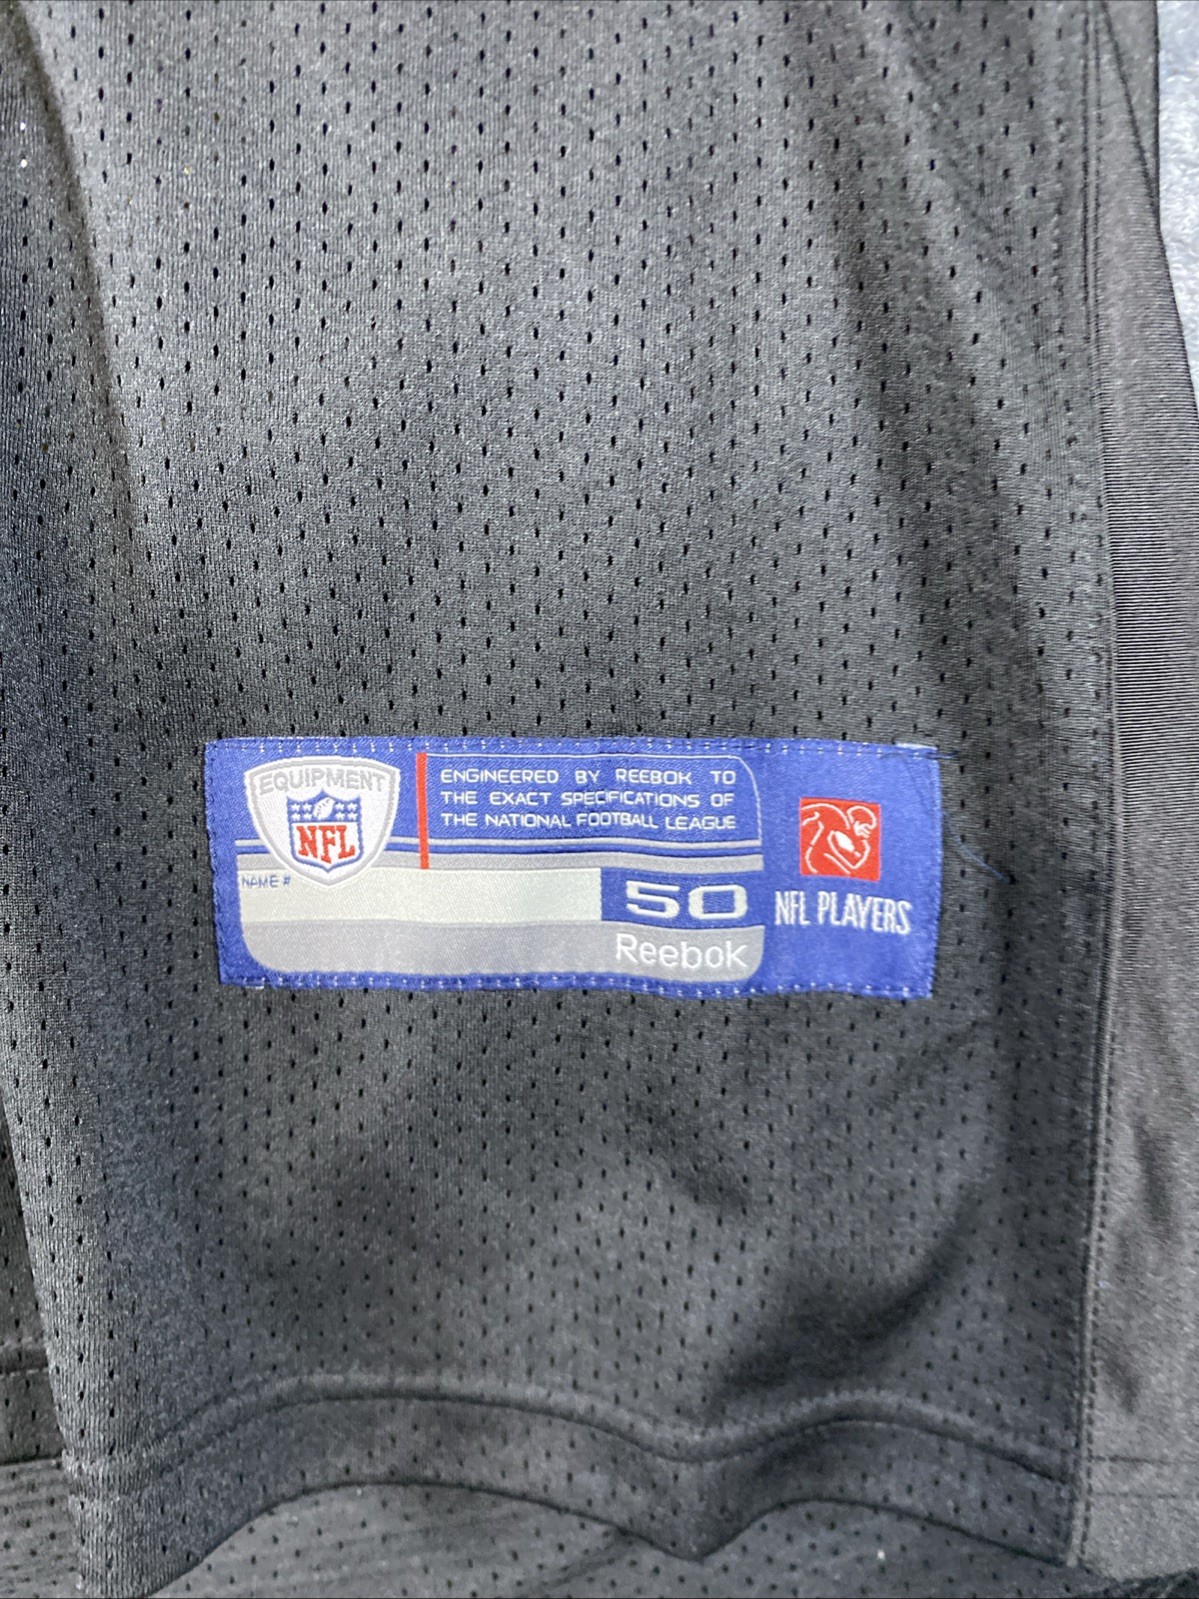 EQUIPMENT
NFL
ENGINEERED BY REEBOK TO
THE EXACT SPECIFICATIONS OF
THE NATIONAL FOOTBALL LEAGUE
NAME #
50
Reebok
NFL PLAYERS